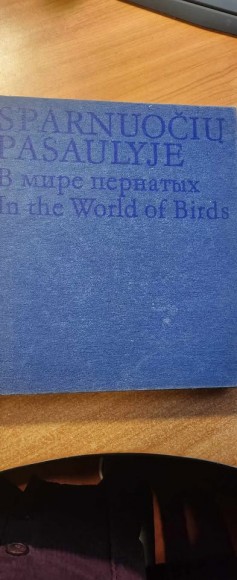 SPARNUOČIŲ
PASAULYJE
В мире пернатых
In the World of Birds